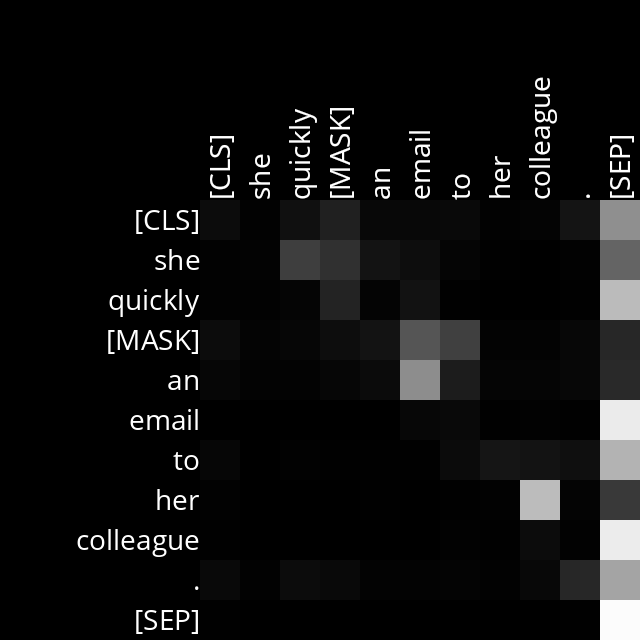 [CLS] she quickly [MASK] an email to her colleague . [SEP]
[CLS]
she
quickly
[MASK]
an
email
to
her
colleague
.
[SEP]